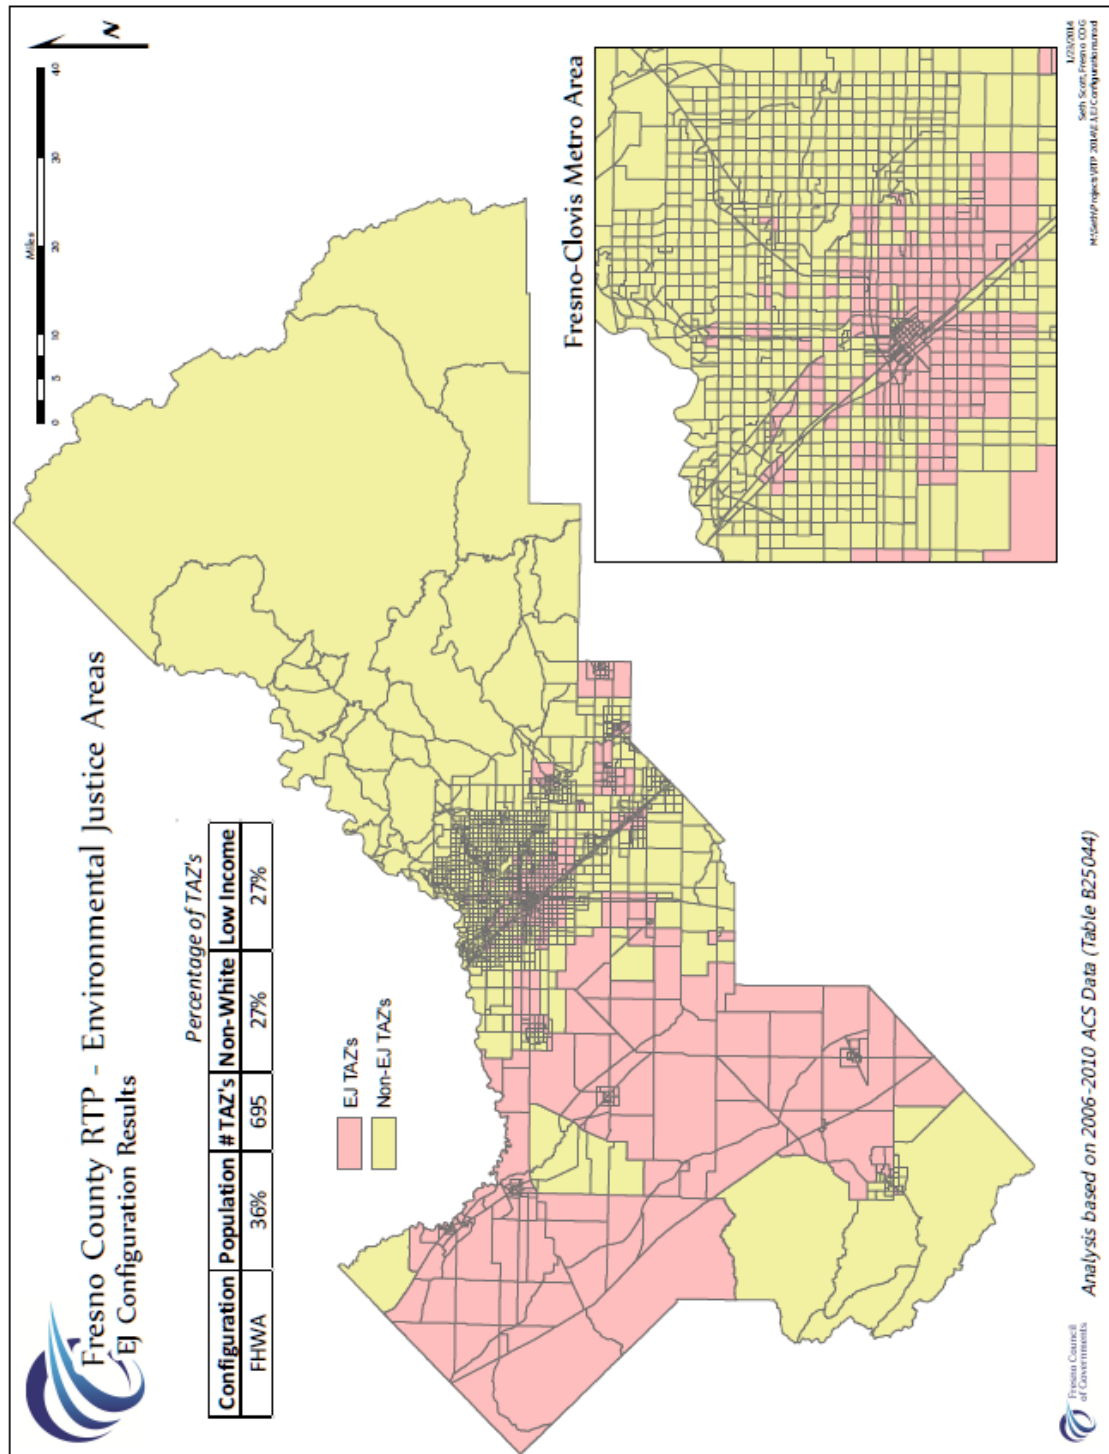 Fresno County RTP - Environmental Justice Areas
EJ Configuration Results
Percentage of TAZ's
Configuration Population #TAZ's Non-White Low Income
FHWA 36% 695 27% 27%
EJ TAZ's
Non-EJ TAZ's
Miles
0 5 10 20 30 40
N
Fresno-Clovis Metro Area
Fresno Council
of Governments
Analysis based on 2006-2010 ACS Data (Table B25044)
1/23/2014
Seth Scott, Fresno COG